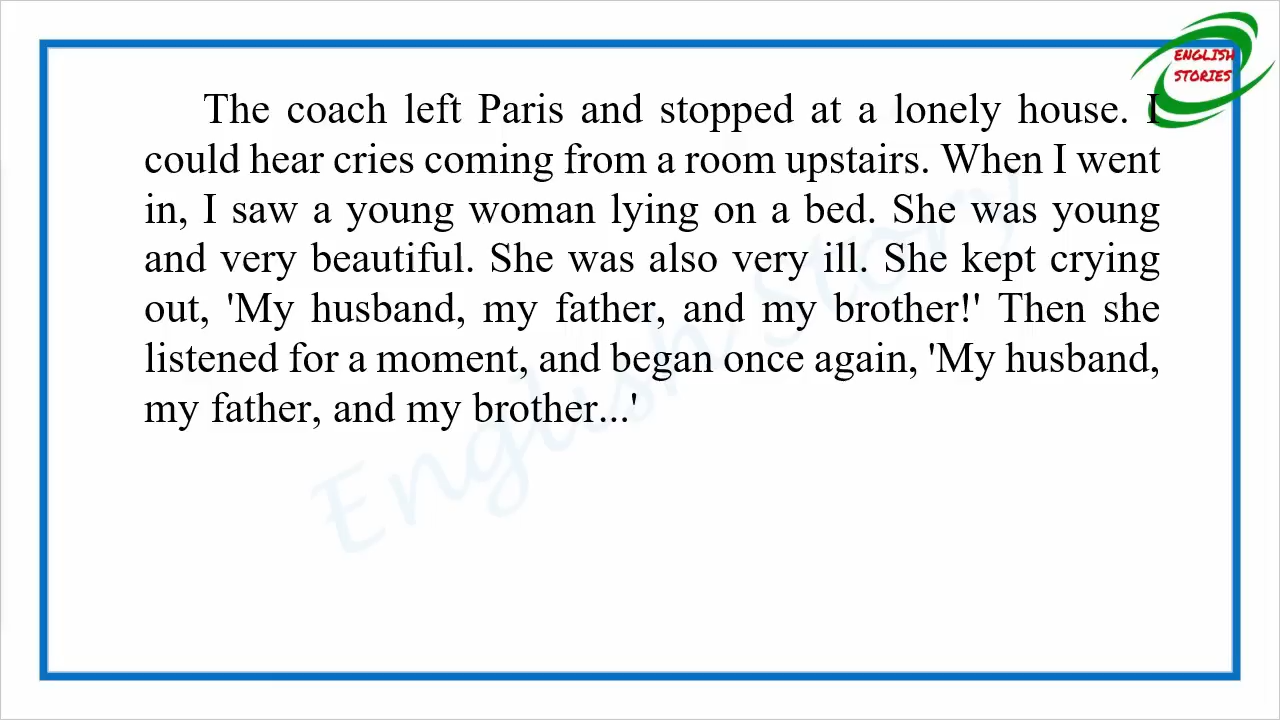 ENGLISH
STORIES
The coach left Paris and stopped at a lonely house. I
could hear cries coming from a room upstairs. When I went
in, I saw a young woman lying on a bed. She was young
and very beautiful. She was also very ill. She kept crying
out, 'My husband, my father, and my brother!' Then she
listened for a moment, and began once again, 'My husband,
my father, and my brother...'
English Story